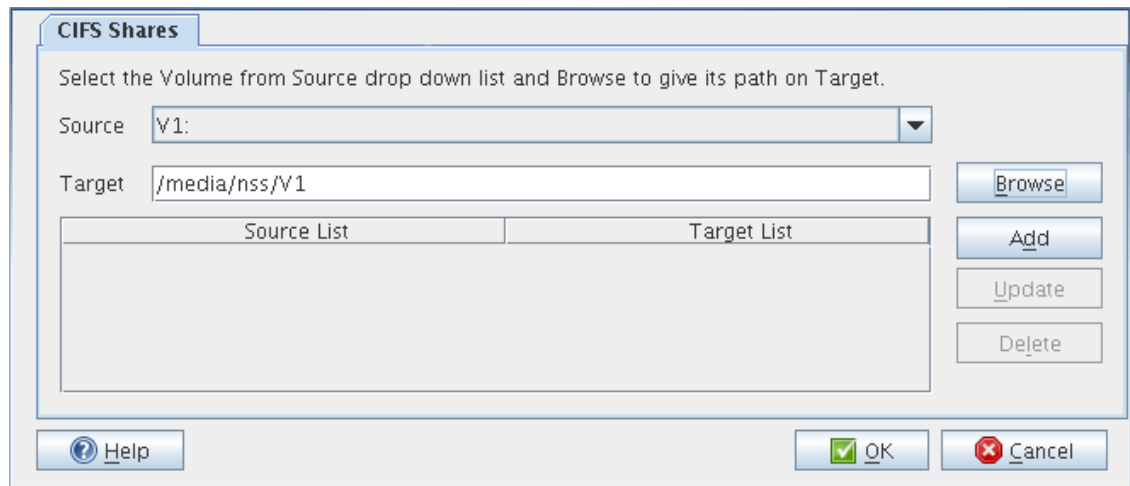 CIFS Shares
Select the Volume from Source drop down list and Browse to give its path on Target.
Source V1:
Target /media/nss/V1 Browse
Source List Target List
Add
Update
Delete
Help OK Cancel